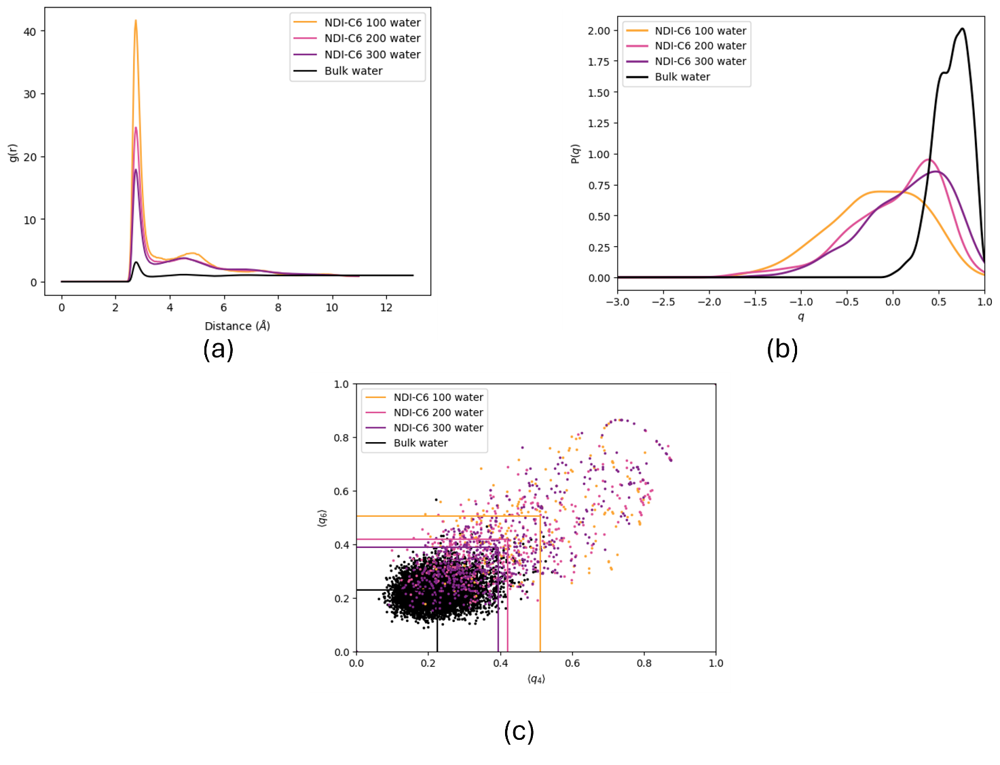 g(r)
40
30
20
10
0
0 2 4 6 8 10 12
Distance (Å)
NDI-C6 100 water
NDI-C6 200 water
NDI-C6 300 water
Bulk water
(a)
P(q)
2.00
1.75
1.50
1.25
1.00
0.75
0.50
0.25
0.00
−3.0 −2.5 −2.0 −1.5 −1.0 −0.5 0.0 0.5 1.0
q
NDI-C6 100 water
NDI-C6 200 water
NDI-C6 300 water
Bulk water
(b)
⟨q₆⟩
1.0
0.8
0.6
0.4
0.2
0.0
0.0 0.2 0.4 0.6 0.8 1.0
⟨q₄⟩
NDI-C6 100 water
NDI-C6 200 water
NDI-C6 300 water
Bulk water
(c)